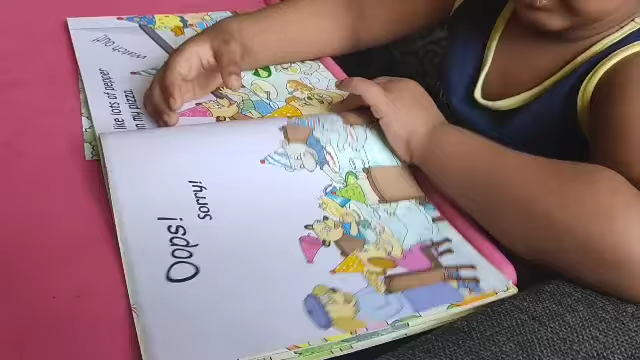 Watch out!
like lots of pepper
on my pizza.
Oops!
Sorry!